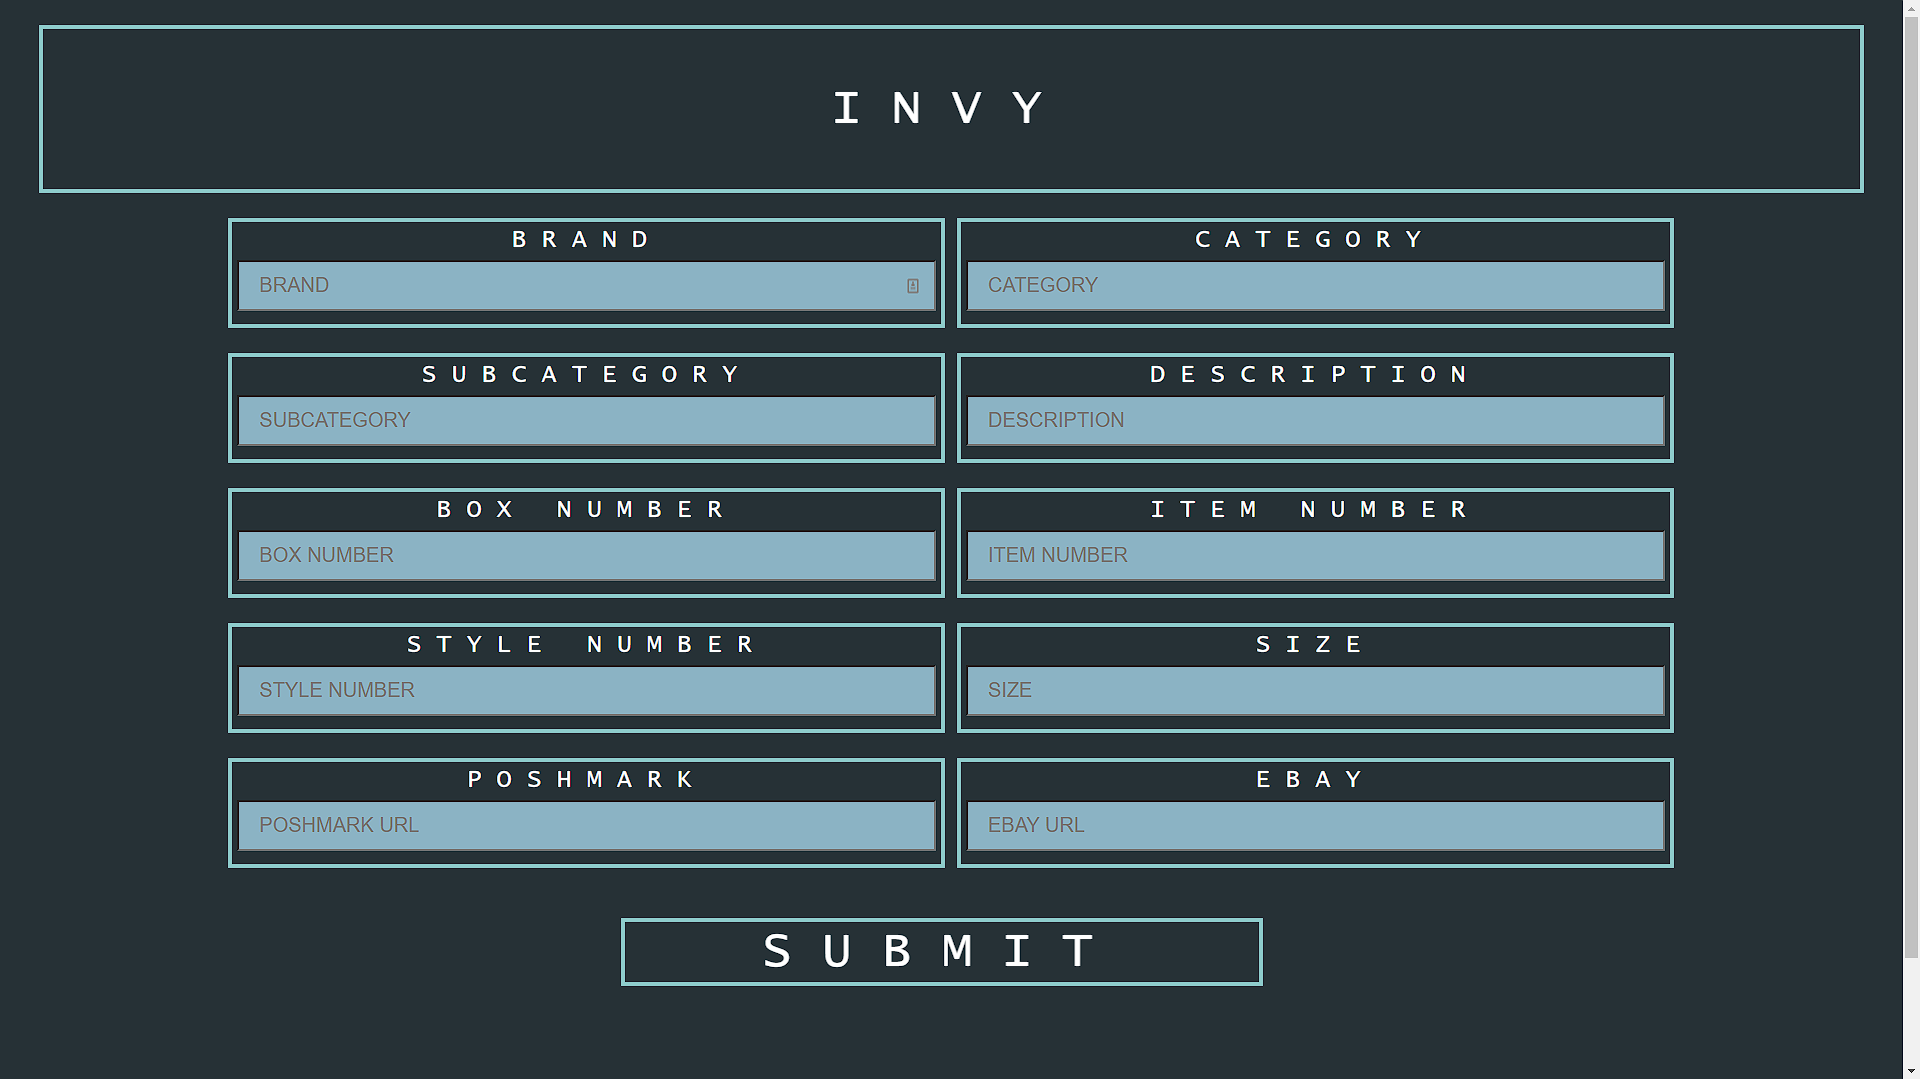 INVY
BRAND
BRAND
CATEGORY
CATEGORY
SUBCATEGORY
SUBCATEGORY
DESCRIPTION
DESCRIPTION
BOX NUMBER
BOX NUMBER
ITEM NUMBER
ITEM NUMBER
STYLE NUMBER
STYLE NUMBER
SIZE
SIZE
POSHMARK
POSHMARK URL
EBAY
EBAY URL
SUBMIT